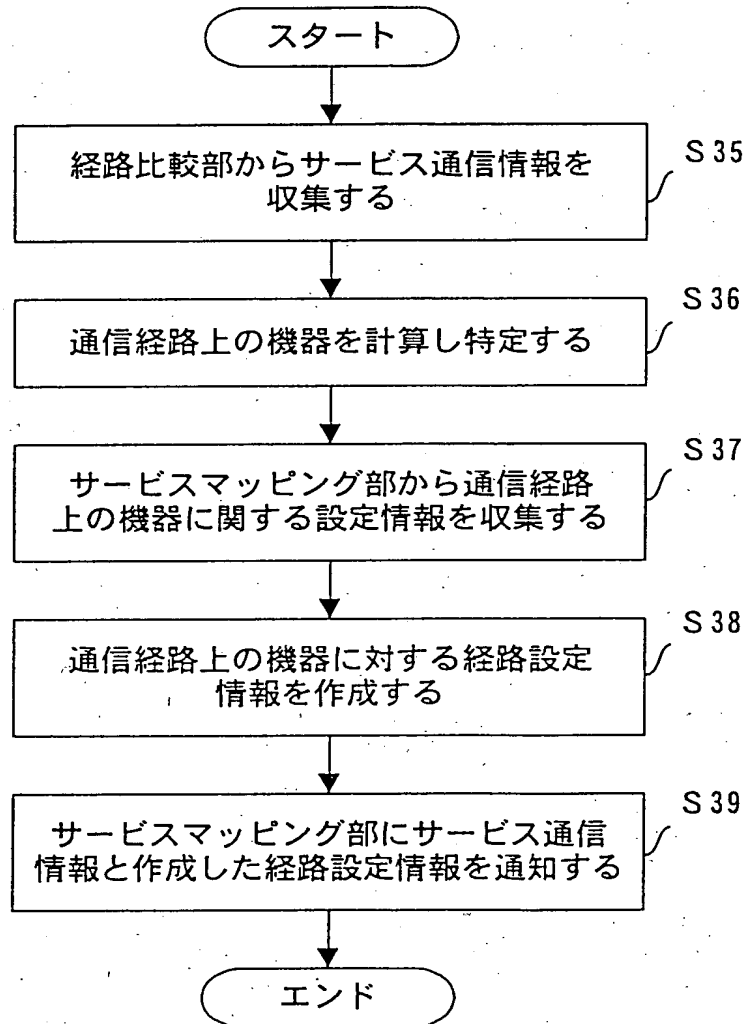 スタート
経路比較部からサービス通信情報を
収集する
S35
通信経路上の機器を計算し特定する
S36
サービスマッピング部から通信経路
上の機器に関する設定情報を収集する
S37
通信経路上の機器に対する経路設定
情報を作成する
S38
サービスマッピング部にサービス通信
情報と作成した経路設定情報を通知する
S39
エンド